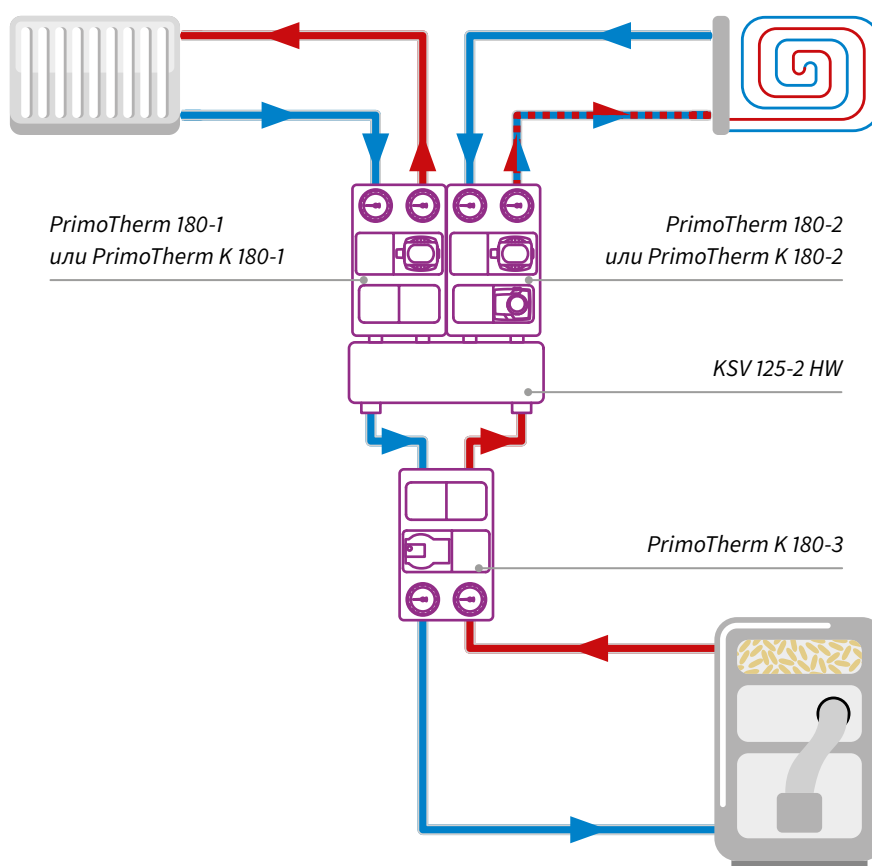 PrimoTherm 180-1
или PrimoTherm K 180-1
PrimoTherm 180-2
или PrimoTherm K 180-2
KSV 125-2 HW
PrimoTherm K 180-3